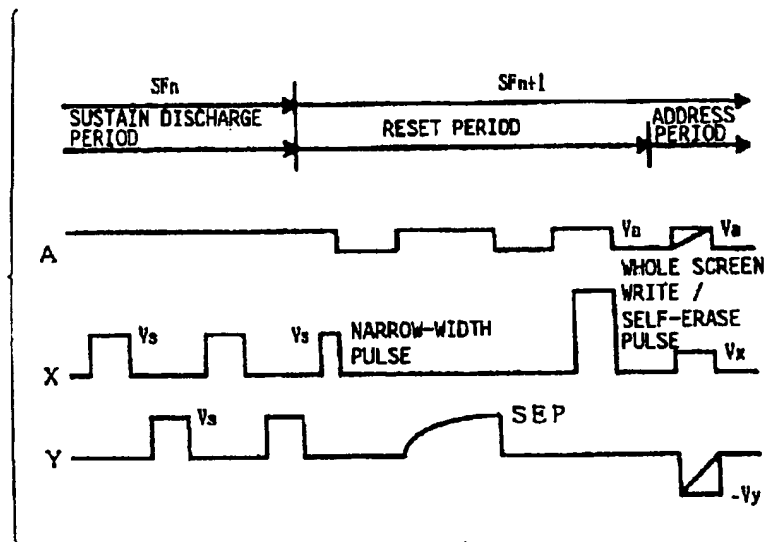 SFn
SFn+1
SUSTAIN DISCHARGE
PERIOD
RESET PERIOD
ADDRESS
PERIOD
A
Va
Va
WHOLE SCREEN
WRITE /
SELF-ERASE
PULSE
Vs
Vs
NARROW-WIDTH
PULSE
X
Vx
Vs
SEP
Y
-Vy